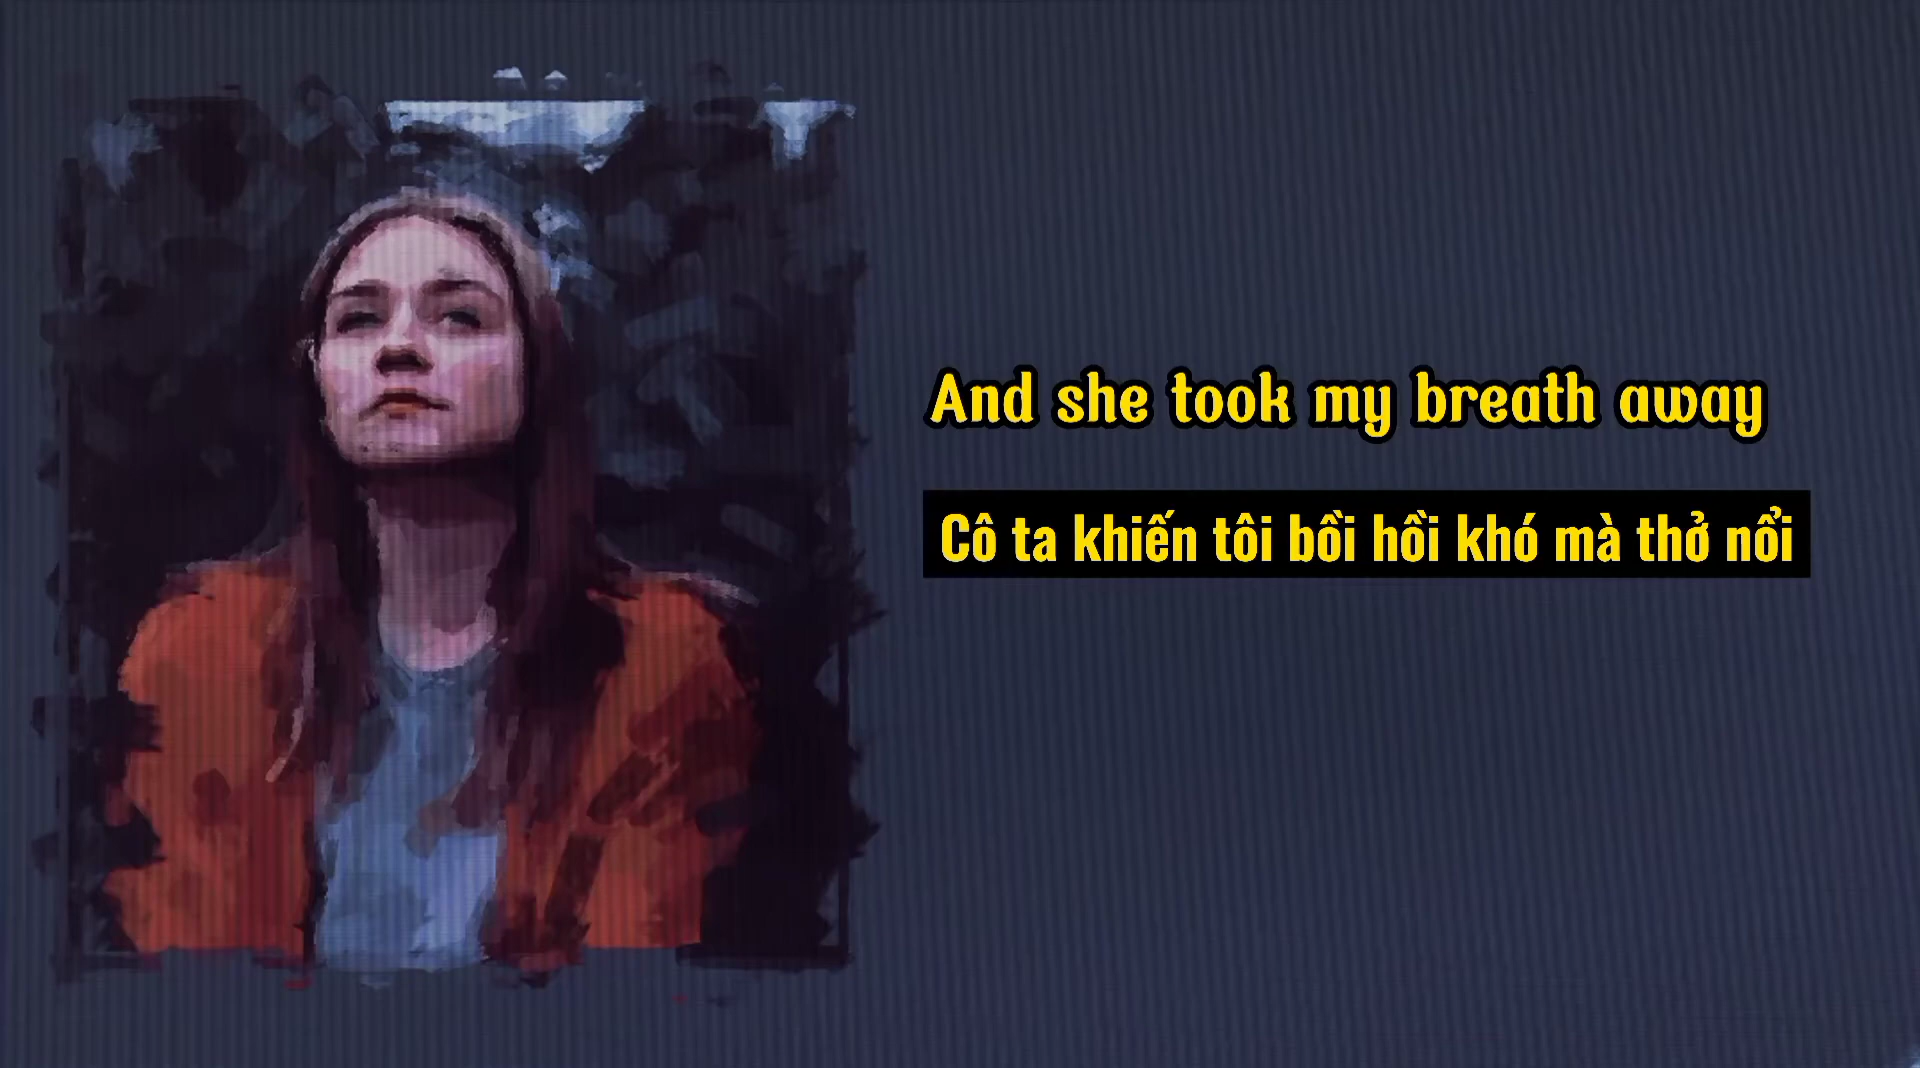 And she took my breath away
Cô ta khiến tôi bồi hồi khó mà thở nổi